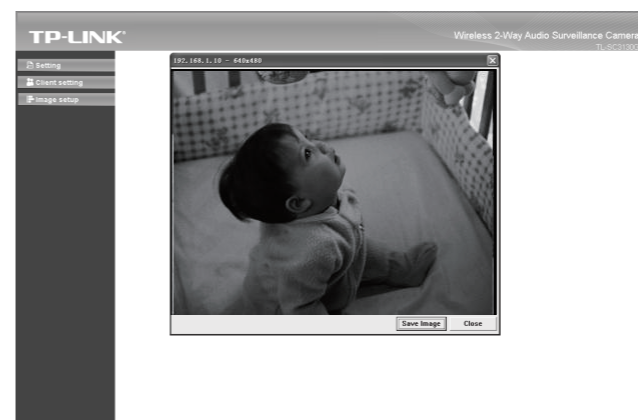 TP-LINK
Wireless 2-Way Audio Surveillance Camera
Setting
Client setting
Image setup
192.168.1.10 - 640x480
Save Image
Close